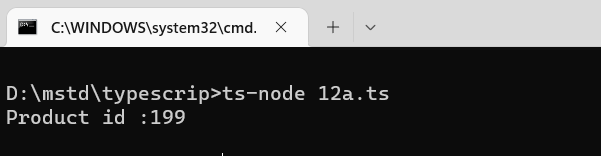 C:\WINDOWS\system32\cmd.
D:\mstd\typescrip>ts-node 12a.ts
Product id :199